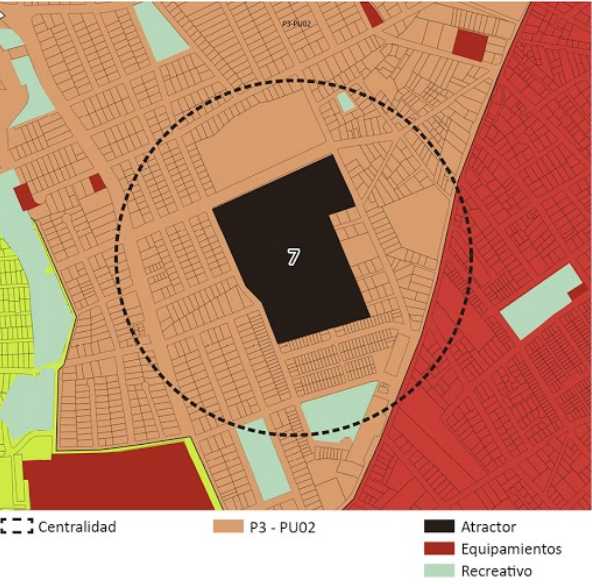 P3-PU02
7
Centralidad
P3 - PU02
Atractor
Equipamientos
Recreativo